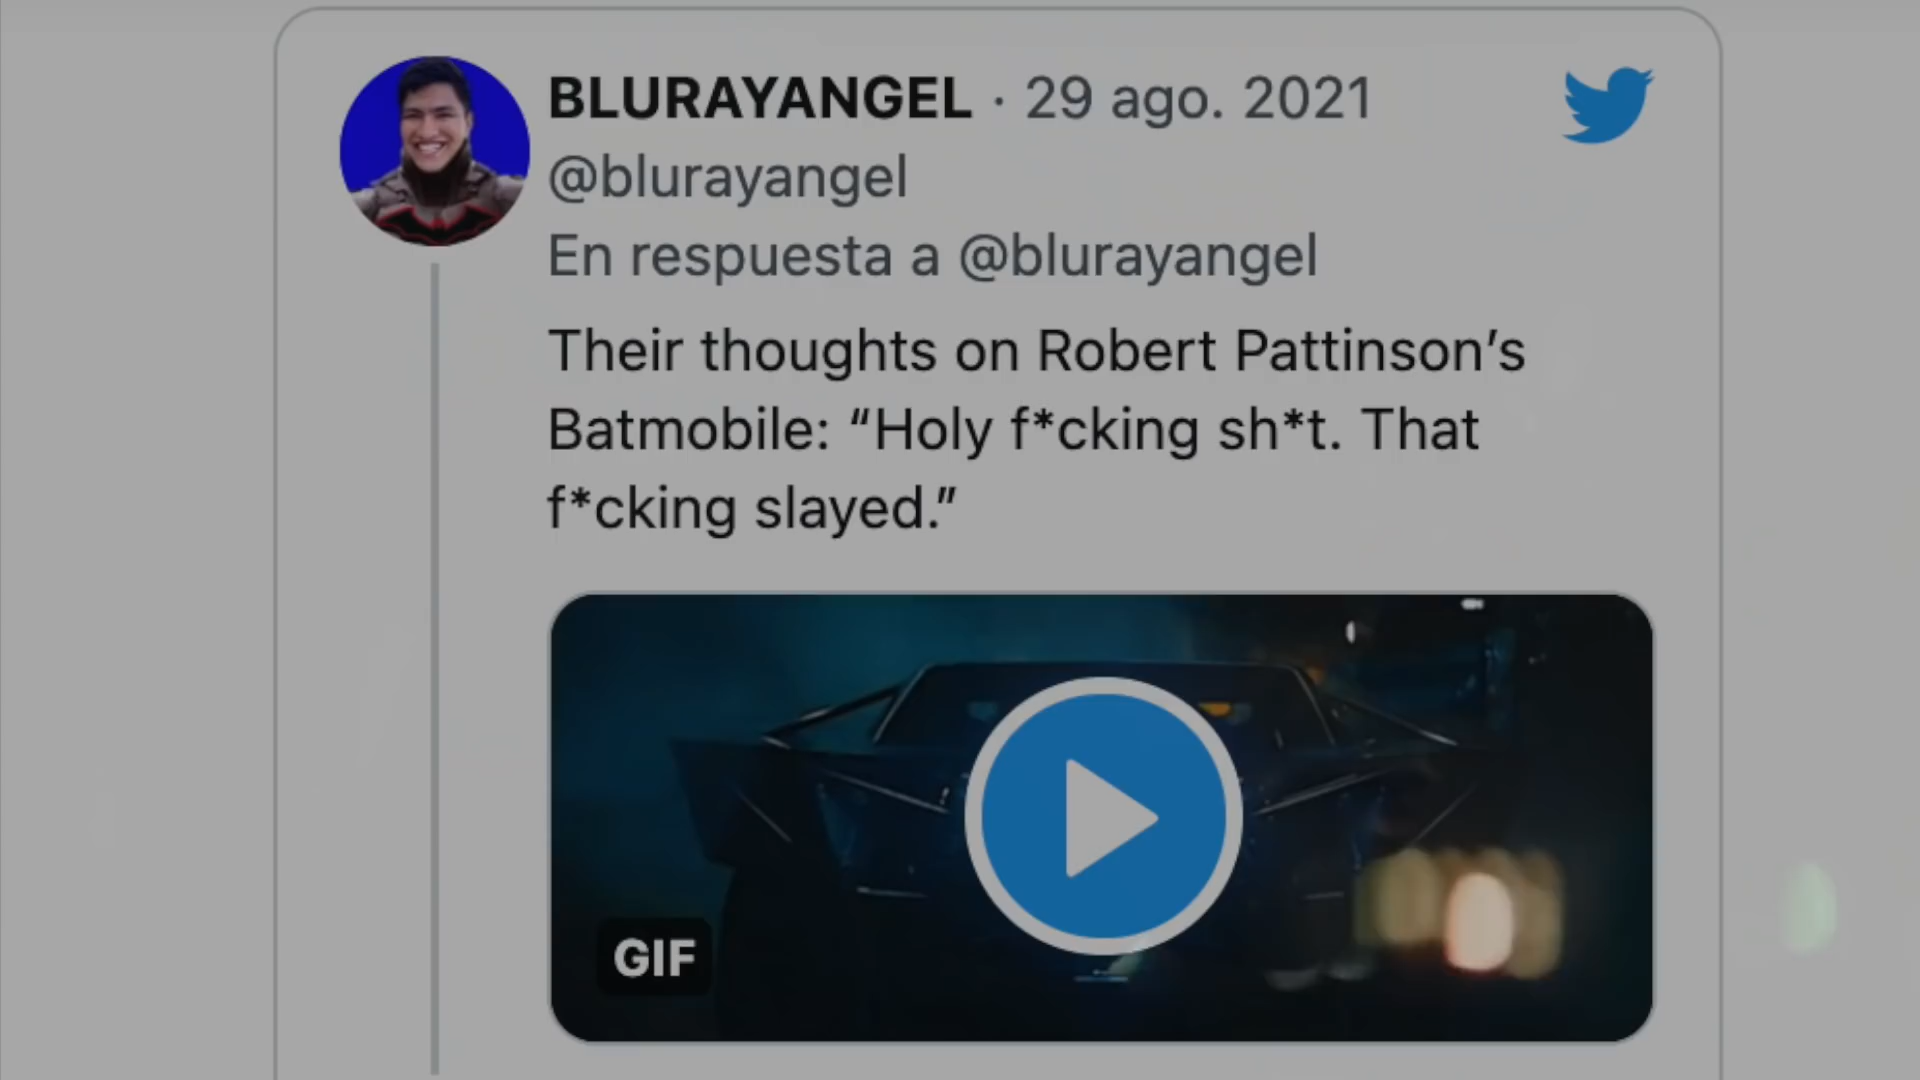 BLURAYANGEL · 29 ago. 2021
@blurayangel
En respuesta a @blurayangel
Their thoughts on Robert Pattinson’s
Batmobile: “Holy f*cking sh*t. That
f*cking slayed.”
GIF